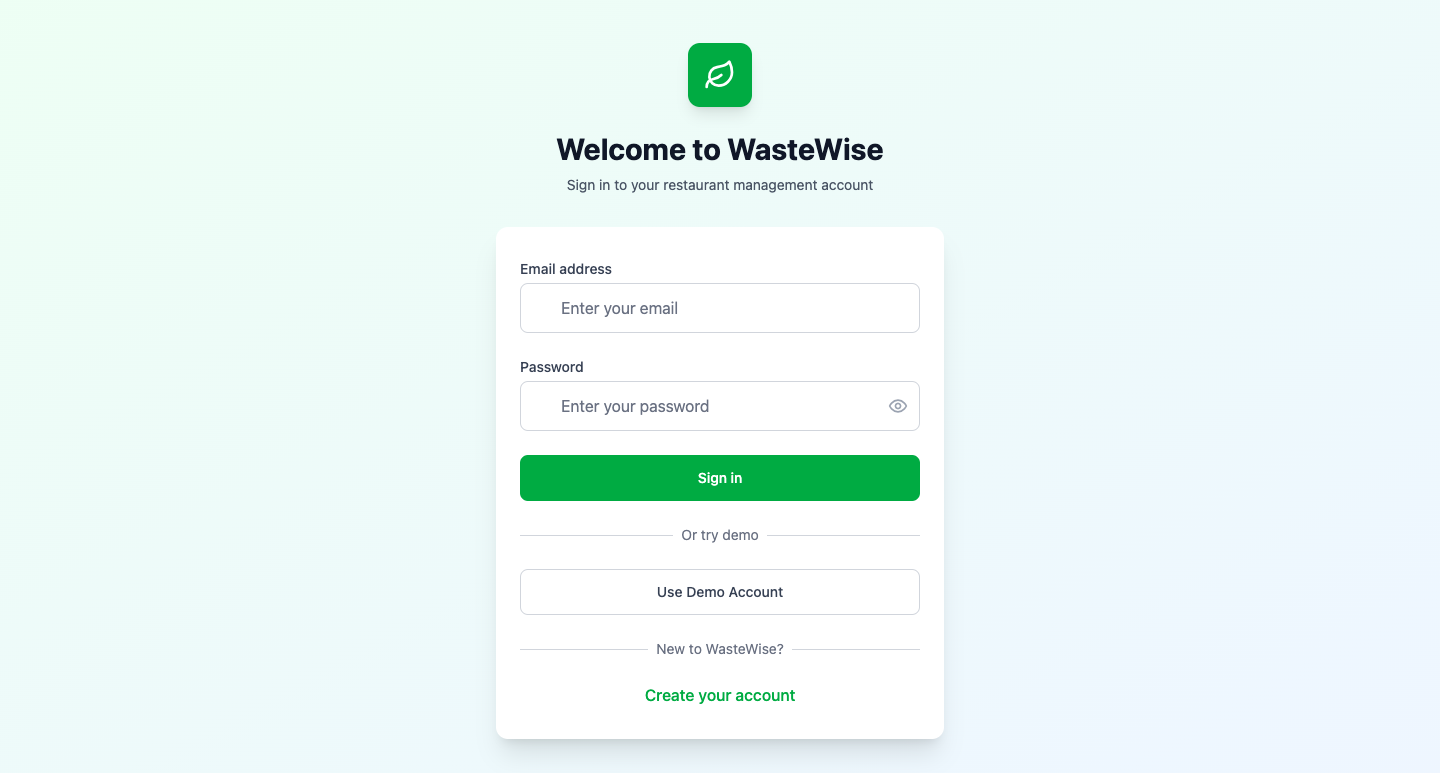 Welcome to WasteWise
Sign in to your restaurant management account
Email address
Enter your email
Password
Enter your password
Sign in
Or try demo
Use Demo Account
New to WasteWise?
Create your account